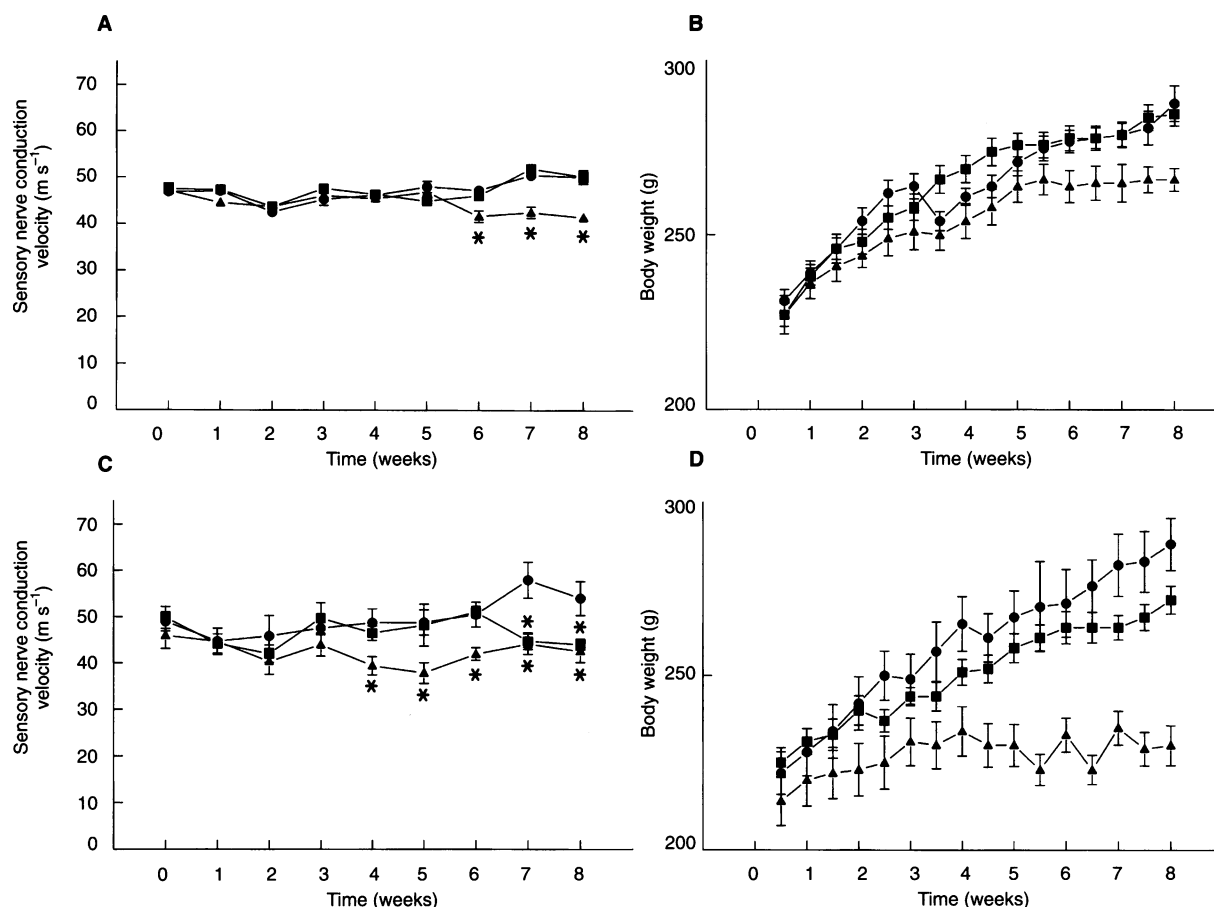 A
Sensory nerve conduction
velocity (m s⁻¹)
70
60
50
40
30
20
10
0
0 1 2 3 4 5 6 7 8
Time (weeks)
*
*
*
B
Body weight (g)
300
250
200
0 1 2 3 4 5 6 7 8
Time (weeks)
C
Sensory nerve conduction
velocity (m s⁻¹)
70
60
50
40
30
20
10
0
0 1 2 3 4 5 6 7 8
Time (weeks)
*
*
*
*
*
*
*
D
Body weight (g)
300
250
200
0 1 2 3 4 5 6 7 8
Time (weeks)